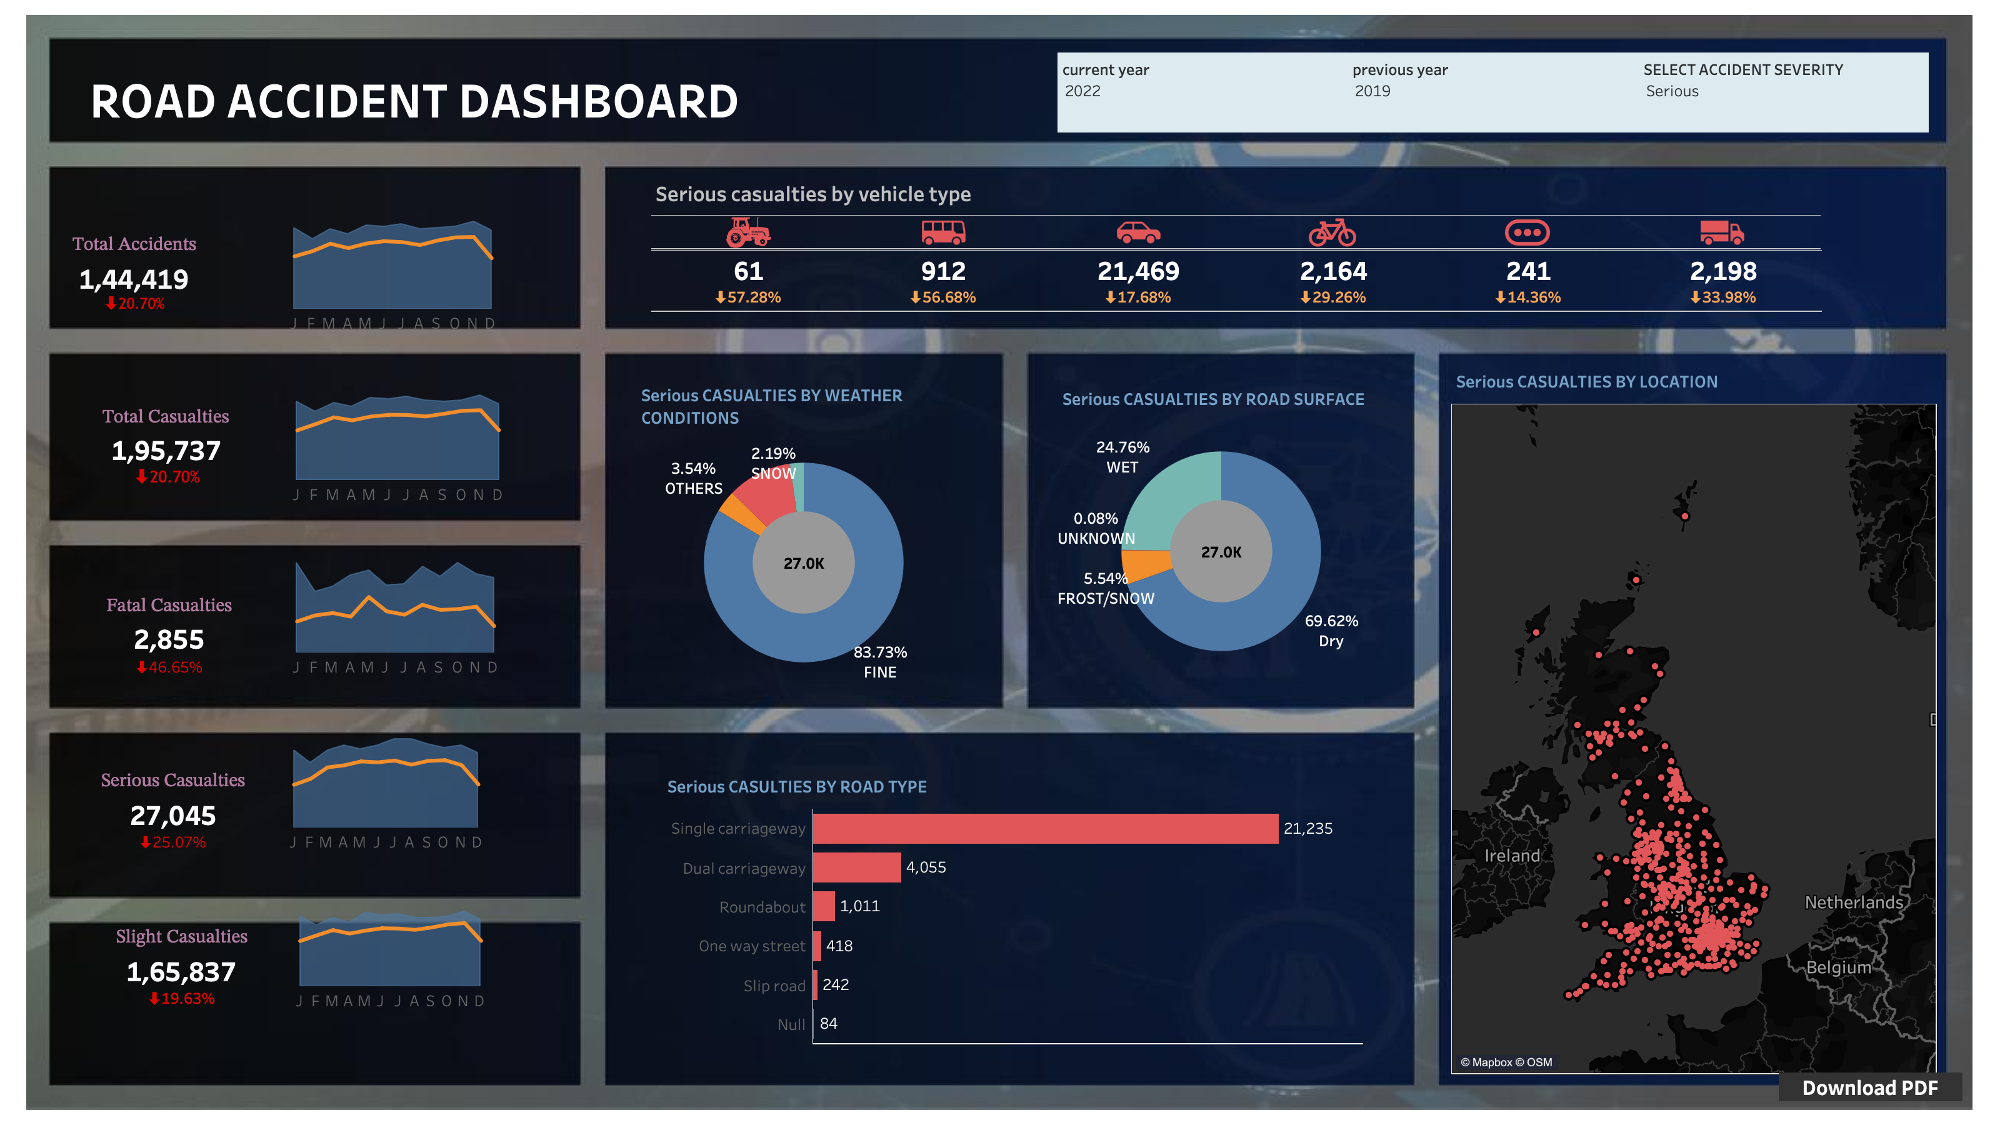 ROAD ACCIDENT DASHBOARD
current year
2022
previous year
2019
SELECT ACCIDENT SEVERITY
Serious
Total Accidents
1,44,419
⬇20.70%
J F M A M J J A S O N D
Total Casualties
1,95,737
⬇20.70%
J F M A M J J A S O N D
Fatal Casualties
2,855
⬇46.65%
J F M A M J J A S O N D
Serious Casualties
27,045
⬇25.07%
J F M A M J J A S O N D
Slight Casualties
1,65,837
⬇19.63%
J F M A M J J A S O N D
Serious casualties by vehicle type
61 912 21,469 2,164 241 2,198
⬇57.28% ⬇56.68% ⬇17.68% ⬇29.26% ⬇14.36% ⬇33.98%
Serious CASUALTIES BY WEATHER
CONDITIONS
2.19%
SNOW
3.54%
OTHERS
27.0K
83.73%
FINE
Serious CASUALTIES BY ROAD SURFACE
24.76%
WET
0.08%
UNKNOWN
27.0K
5.54%
FROST/SNOW
69.62%
Dry
Serious CASULTIES BY ROAD TYPE
Single carriageway 21,235
Dual carriageway 4,055
Roundabout 1,011
One way street 418
Slip road 242
Null 84
Serious CASUALTIES BY LOCATION
Ireland
Netherlands
Belgium
© Mapbox © OSM
Download PDF